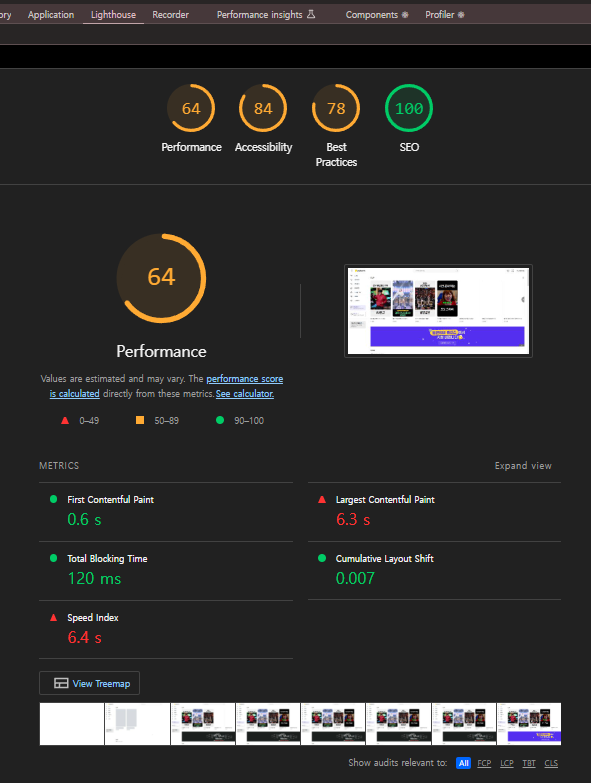 ory Application Lighthouse Recorder Performance insights Components Profiler
64 84 78 100
Performance Accessibility Best Practices SEO
64
Performance
Values are estimated and may vary. The performance score
is calculated directly from these metrics. See calculator.
0–49 50–89 90–100
METRICS Expand view
First Contentful Paint
0.6 s
Largest Contentful Paint
6.3 s
Total Blocking Time
120 ms
Cumulative Layout Shift
0.007
Speed Index
6.4 s
View Treemap
Show audits relevant to: All FCP LCP TBT CLS